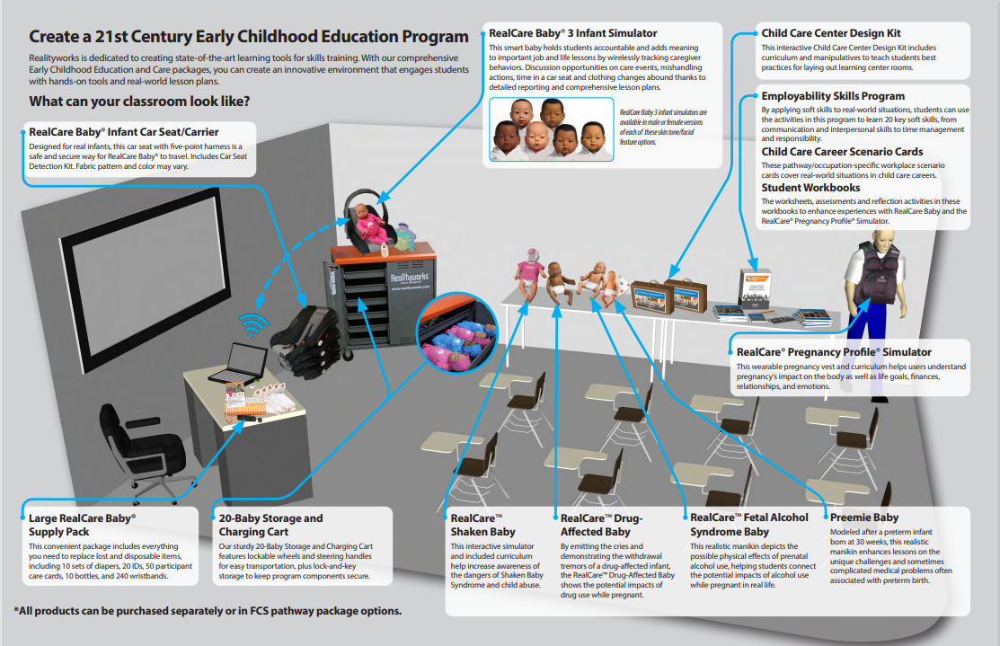 Create a 21st Century Early Childhood Education Program
Realityworks is dedicated to creating state-of-the-art learning tools for skills training. With our comprehensive
Early Childhood Education and Care packages, you can create an innovative environment that engages students
with hands-on tools and real-world lesson plans.
What can your classroom look like?
RealCare Baby® Infant Car Seat/Carrier
Designed for real infants, this car seat with five-point harness is a
safe and secure way for RealCare Baby® to travel. Includes Car Seat
Detection Kit. Fabric pattern and color may vary.
RealCare Baby® 3 Infant Simulator
This smart baby holds students accountable and adds meaning
to important job and life lessons by wirelessly tracking caregiver
behaviors. Discussion opportunities on care events, mishandling
actions, time in a car seat and clothing changes abound thanks to
detailed reporting and comprehensive lesson plans.
RealCare Baby 3 infant simulators are
available in male or female versions
of each of these skin tone/facial
feature options.
Child Care Center Design Kit
This interactive Child Care Center Design Kit includes
curriculum and manipulatives to teach students best
practices for laying out learning center rooms.
Employability Skills Program
By applying soft skills to real-world situations, students can use
the activities in this program to learn 20 key soft skills, from
communication and interpersonal skills to time management
and responsibility.
Child Care Career Scenario Cards
These pathway/occupation-specific workplace scenario
cards cover real-world situations in child care careers.
Student Workbooks
The worksheets, assessments and reflection activities in these
workbooks to enhance experiences with RealCare Baby and the
RealCare® Pregnancy Profile® Simulator.
Realityworks
www.realityworks.com
RealCare® Pregnancy Profile® Simulator
This wearable pregnancy vest and curriculum helps users understand
pregnancy's impact on the body as well as life goals, finances,
relationships, and emotions.
Large RealCare Baby®
Supply Pack
This convenient package includes everything
you need to replace lost and disposable items,
including 10 sets of diapers, 20 IDs, 50 participant
care cards, 10 bottles, and 240 wristbands.
20-Baby Storage and
Charging Cart
Our sturdy 20-Baby Storage and Charging Cart
features lockable wheels and steering handles
for easy transportation, plus lock-and-key
storage to keep program components secure.
RealCare™
Shaken Baby
This interactive simulator
and included curriculum
help increase awareness of
the dangers of Shaken Baby
Syndrome and child abuse.
RealCare™ Drug-
Affected Baby
By emitting the cries and
demonstrating the withdrawal
tremors of a drug-affected infant,
the RealCare™ Drug-Affected Baby
shows the potential impacts of
drug use while pregnant.
RealCare™ Fetal Alcohol
Syndrome Baby
This realistic manikin depicts the
possible physical effects of prenatal
alcohol use, helping students connect
the potential impacts of alcohol use
while pregnant in real life.
Preemie Baby
Modeled after a preterm infant
born at 30 weeks, this realistic
manikin enhances lessons on the
unique challenges and sometimes
complicated medical problems often
associated with preterm birth.
*All products can be purchased separately or in FCS pathway package options.